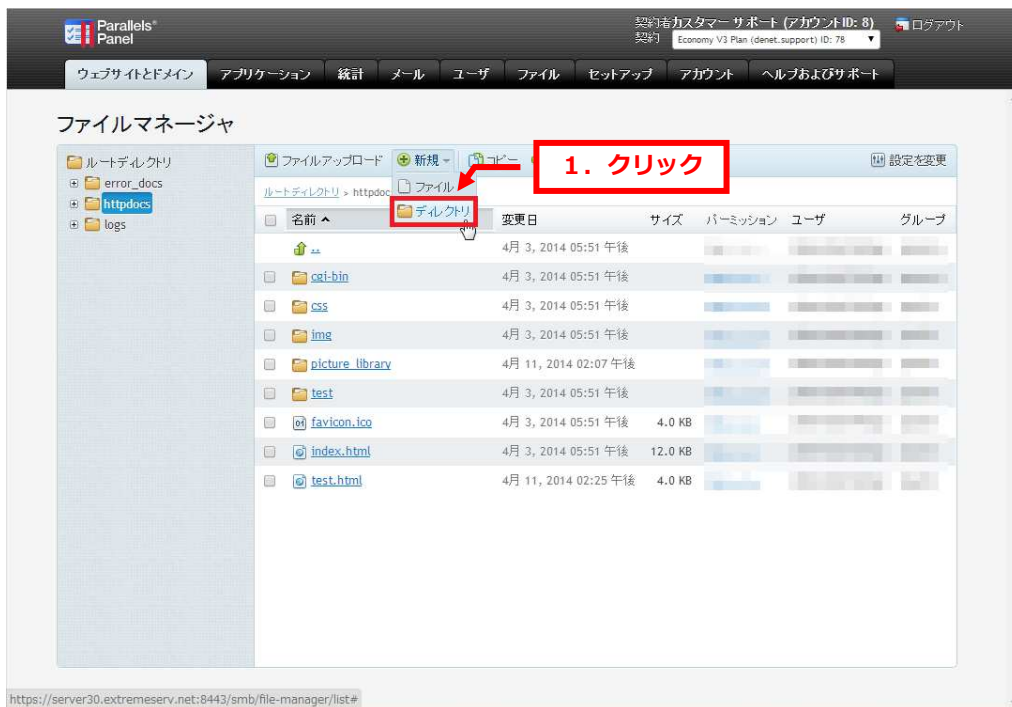 Parallels®
Panel
契約者カスタマー サポート (アカウントID: 8)
ログアウト
契約 Economy V3 Plan (denet.support) ID: 78 ▼
ウェブサイトとドメイン アプリケーション 統計 メール ユーザ ファイル セットアップ アカウント ヘルプおよびサポート
ファイルマネージャ
ルートディレクトリ
error_docs
httpdocs
logs
ファイルアップロード 新規 コピー
設定を変更
1. クリック
ファイル
ディレクトリ
ルートディレクトリ > httpdoc
名前 変更日 サイズ パーミッション ユーザ グループ
.. 4月 3, 2014 05:51 午後
cgi-bin 4月 3, 2014 05:51 午後
css 4月 3, 2014 05:51 午後
img 4月 3, 2014 05:51 午後
picture_library 4月 11, 2014 02:07 午後
test 4月 3, 2014 05:51 午後
favicon.ico 4月 3, 2014 05:51 午後 4.0 KB
index.html 4月 3, 2014 05:51 午後 12.0 KB
test.html 4月 11, 2014 02:25 午後 4.0 KB
https://server30.extremeserv.net:8443/smb/file-manager/list#